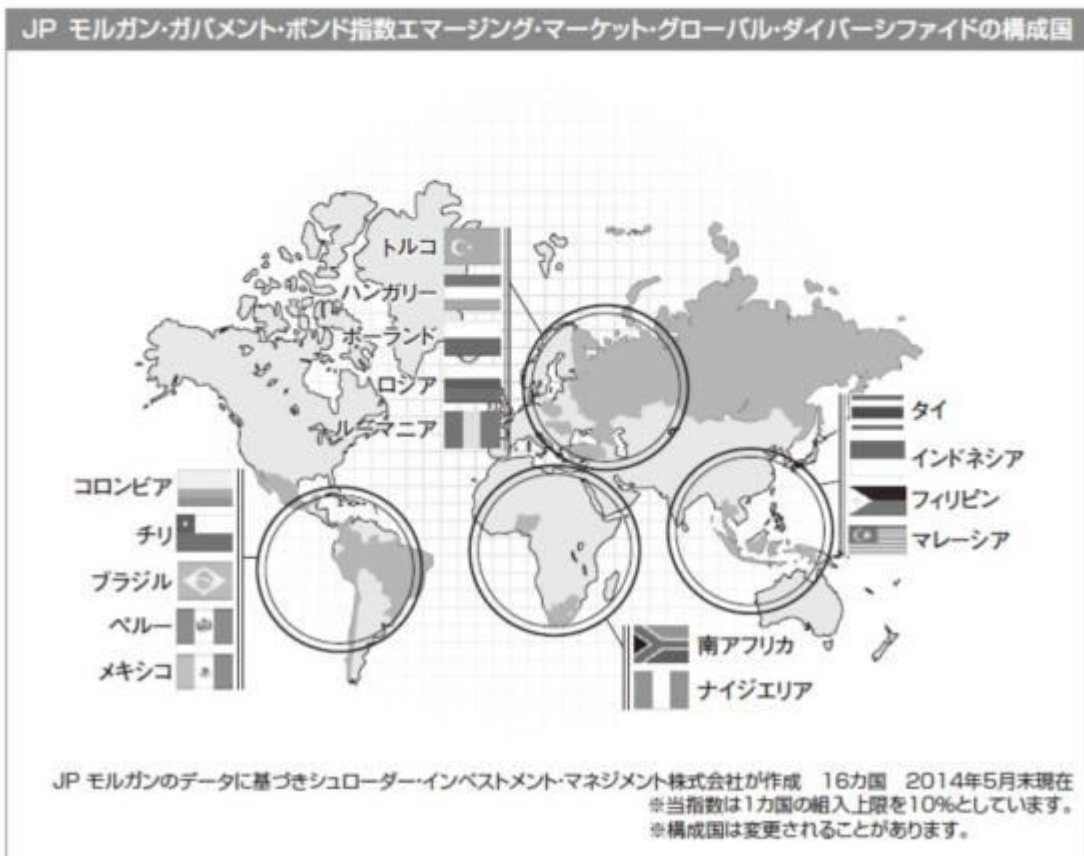 JP モルガン・ガバメント・ボンド指数エマージング・マーケット・グローバル・ダイバーシファイドの構成国
トルコ
ハンガリー
ポーランド
ロシア
ルーマニア
コロンビア
チリ
ブラジル
ペルー
メキシコ
南アフリカ
ナイジエリア
タイ
インドネシア
フィリピン
マレーシア
JP モルガンのデータに基づきシュローダー・インベストメント・マネジメント株式会社が作成 16カ国 2014年5月末現在
※当指数は1カ国の組入上限を10%としています。
※構成国は変更されることがあります。